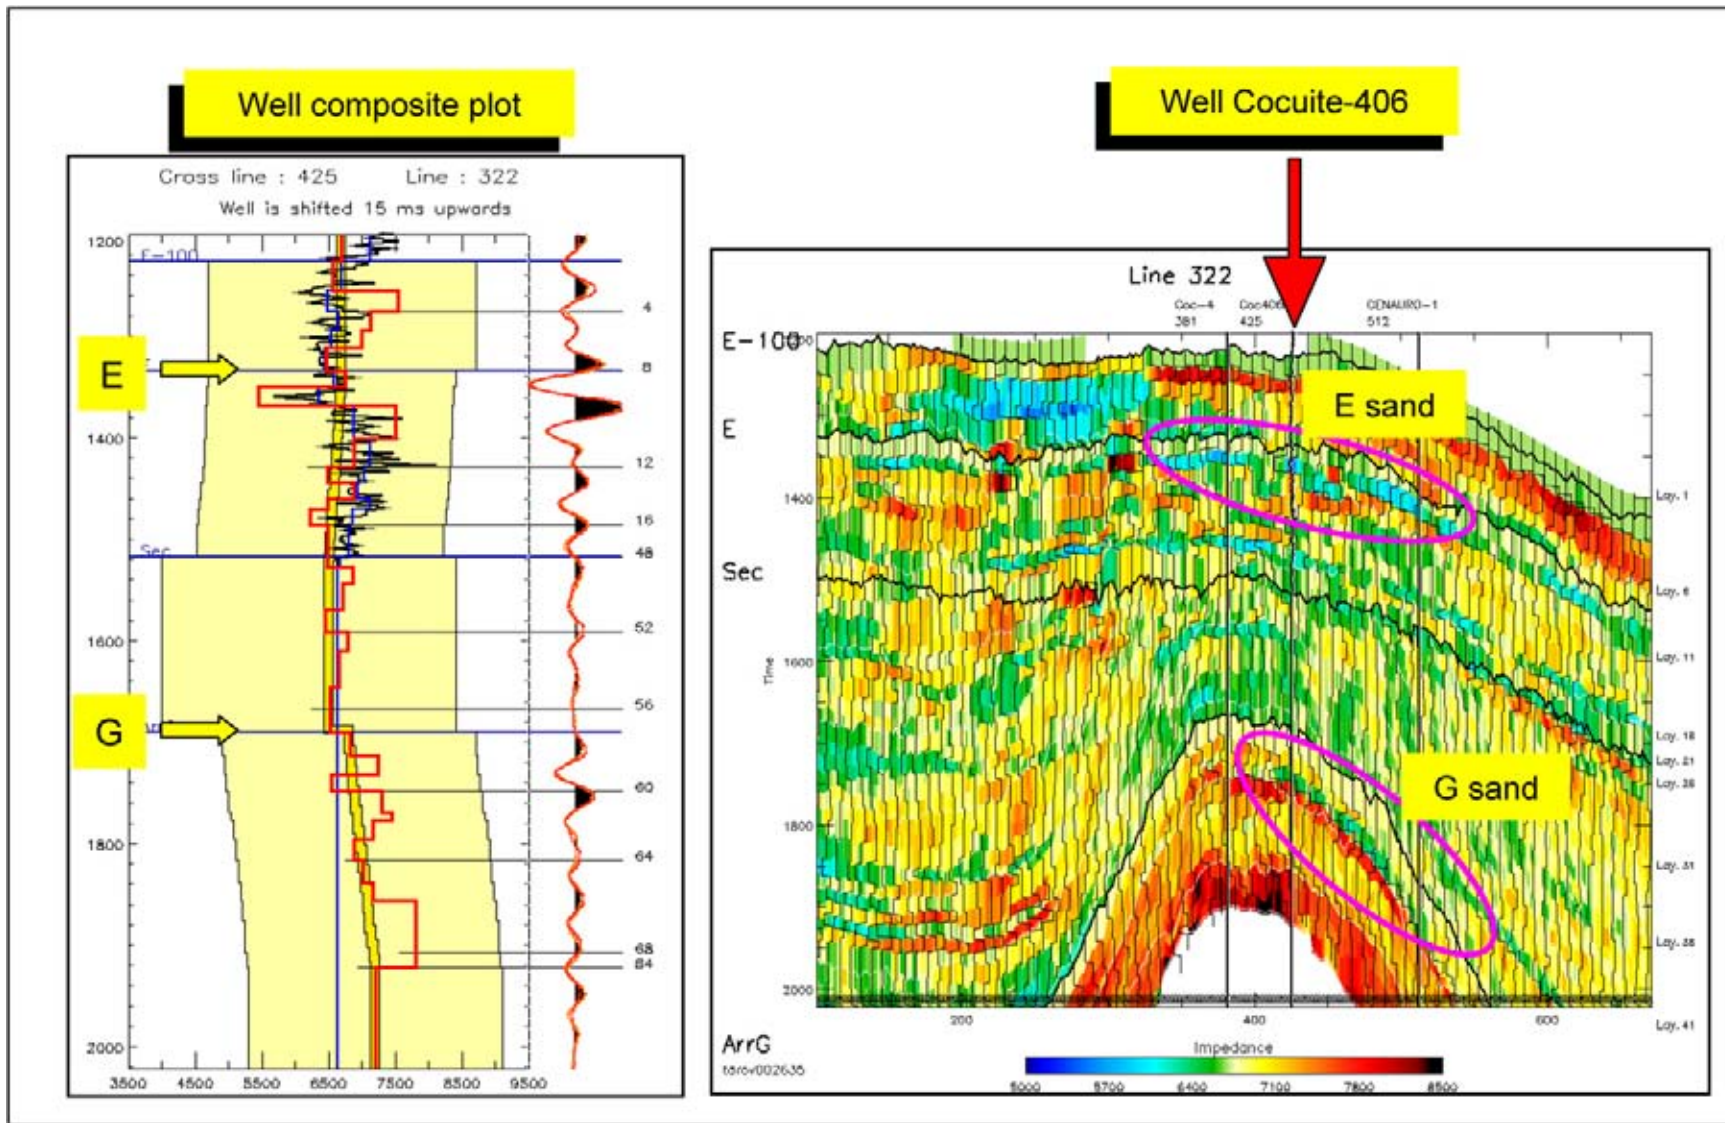 Well composite plot
Well Cocuite-406
Cross line : 425 Line : 322
Well is shifted 15 ms upwards
1200
1400
1600
1800
2000
3500 4500 5500 6500 7500 8500 9500
E-100
E
Sec
G
4
8
12
16
48
52
56
60
64
68
84
Line 322
Coc-4 Coc406 CENAURO-1
381 425 512
E-100
E
Sec
E sand
G sand
Time
1400
1600
1800
2000
200 400 600
Lay. 1
Lay. 6
Lay. 11
Lay. 18
Lay. 21
Lay. 31
Lay. 41
ArrG
Impedance
5000 5700 6400 7100 7800 8500